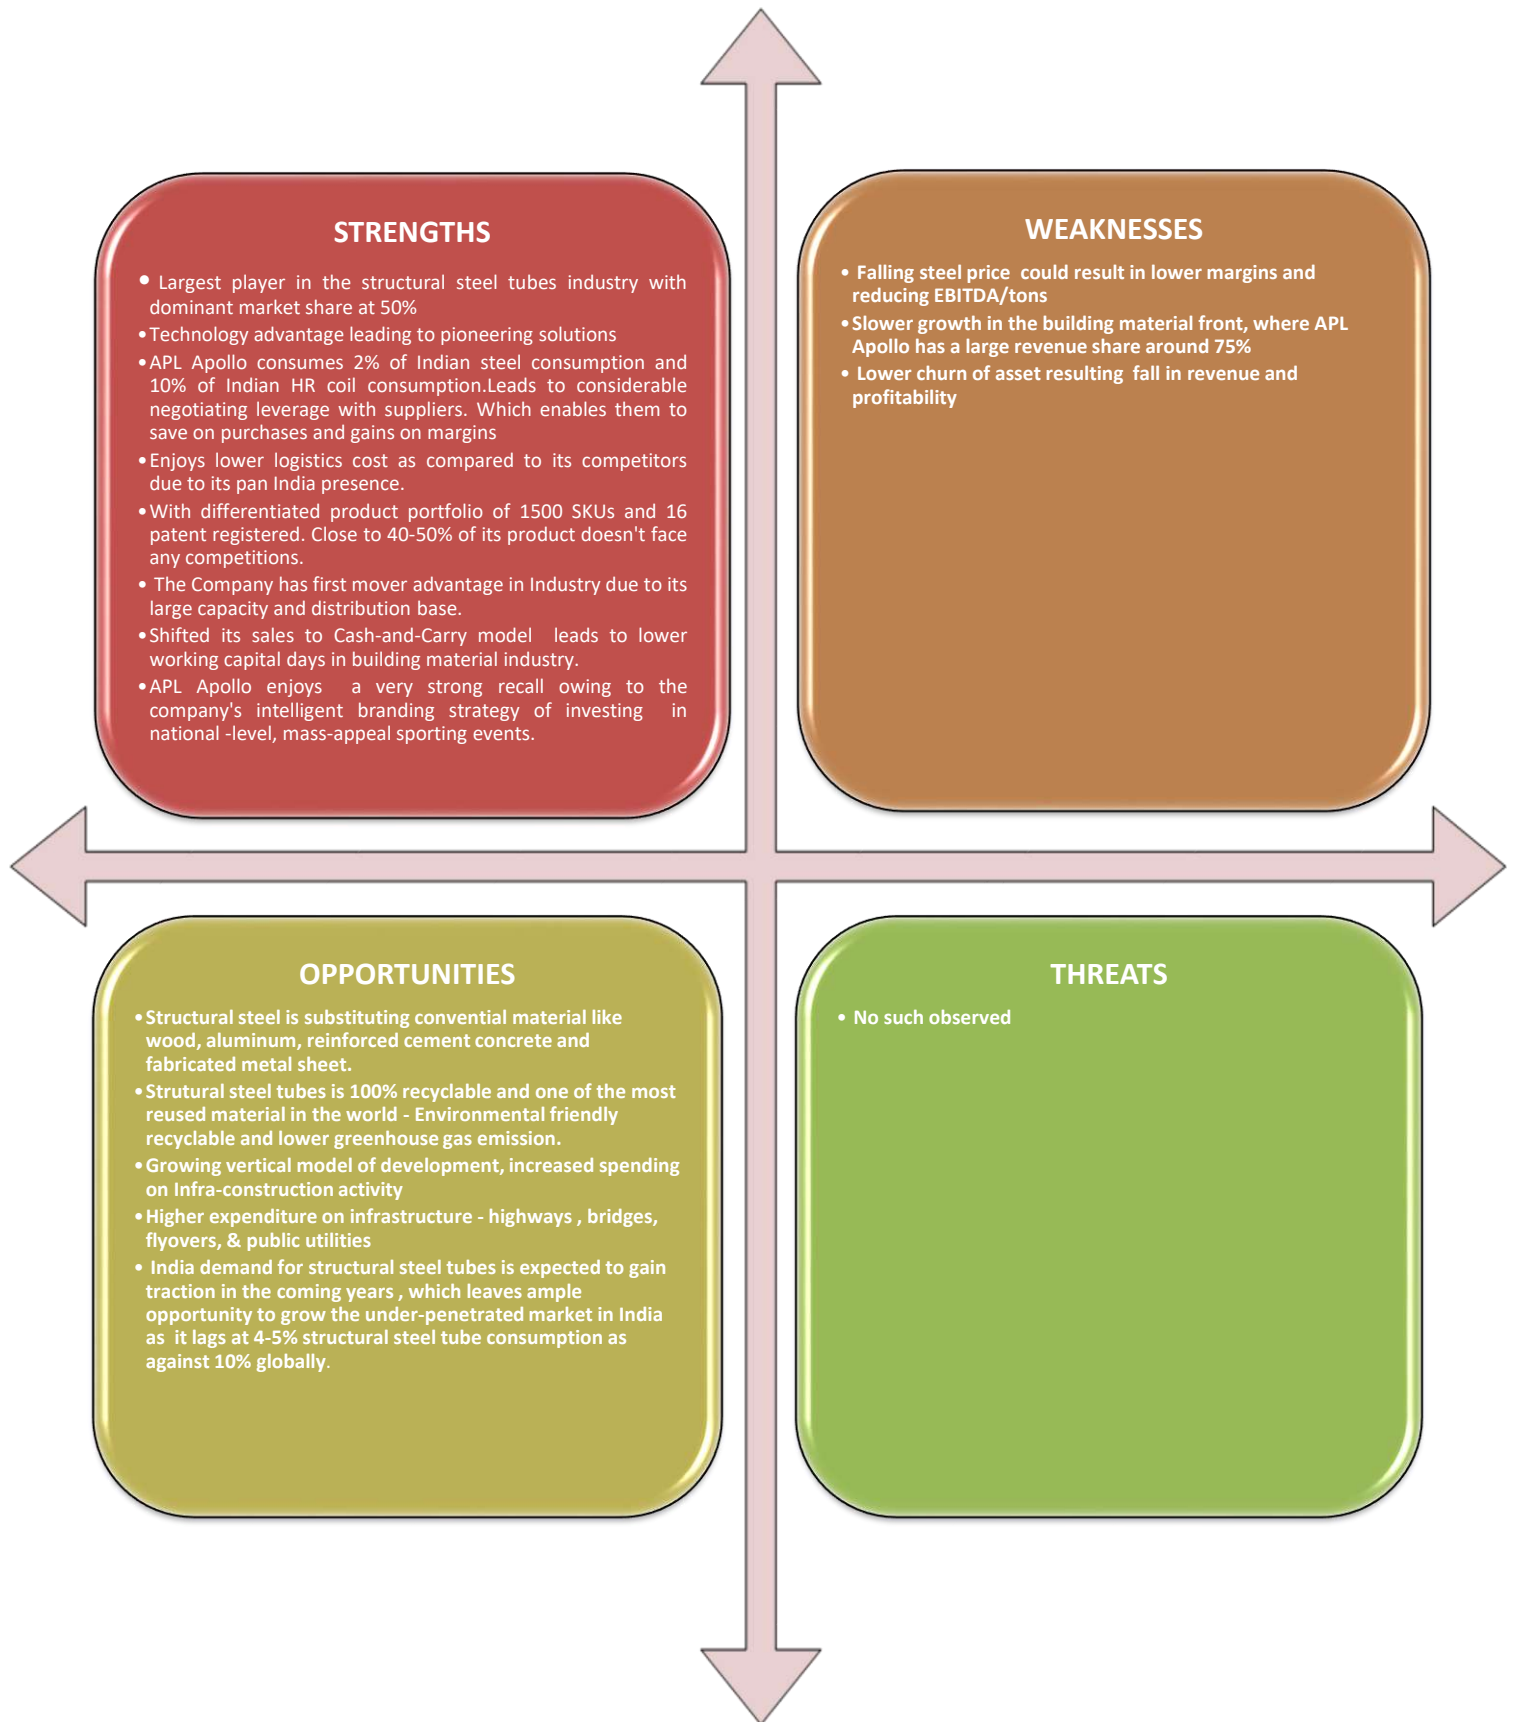 STRENGTHS
• Largest player in the structural steel tubes industry with
dominant market share at 50%
•Technology advantage leading to pioneering solutions
•APL Apollo consumes 2% of Indian steel consumption and
10% of Indian HR coil consumption.Leads to considerable
negotiating leverage with suppliers. Which enables them to
save on purchases and gains on margins
•Enjoys lower logistics cost as compared to its competitors
due to its pan India presence.
•With differentiated product portfolio of 1500 SKUs and 16
patent registered. Close to 40-50% of its product doesn't face
any competitions.
• The Company has first mover advantage in Industry due to its
large capacity and distribution base.
•Shifted its sales to Cash-and-Carry model leads to lower
working capital days in building material industry.
•APL Apollo enjoys a very strong recall owing to the
company's intelligent branding strategy of investing in
national -level, mass-appeal sporting events.
WEAKNESSES
• Falling steel price could result in lower margins and
reducing EBITDA/tons
•Slower growth in the building material front, where APL
Apollo has a large revenue share around 75%
• Lower churn of asset resulting fall in revenue and
profitability
OPPORTUNITIES
•Structural steel is substituting convential material like
wood, aluminum, reinforced cement concrete and
fabricated metal sheet.
•Strutural steel tubes is 100% recyclable and one of the most
reused material in the world - Environmental friendly
recyclable and lower greenhouse gas emission.
•Growing vertical model of development, increased spending
on Infra-construction activity
•Higher expenditure on infrastructure - highways , bridges,
flyovers, & public utilities
• India demand for structural steel tubes is expected to gain
traction in the coming years , which leaves ample
opportunity to grow the under-penetrated market in India
as it lags at 4-5% structural steel tube consumption as
against 10% globally.
THREATS
• No such observed